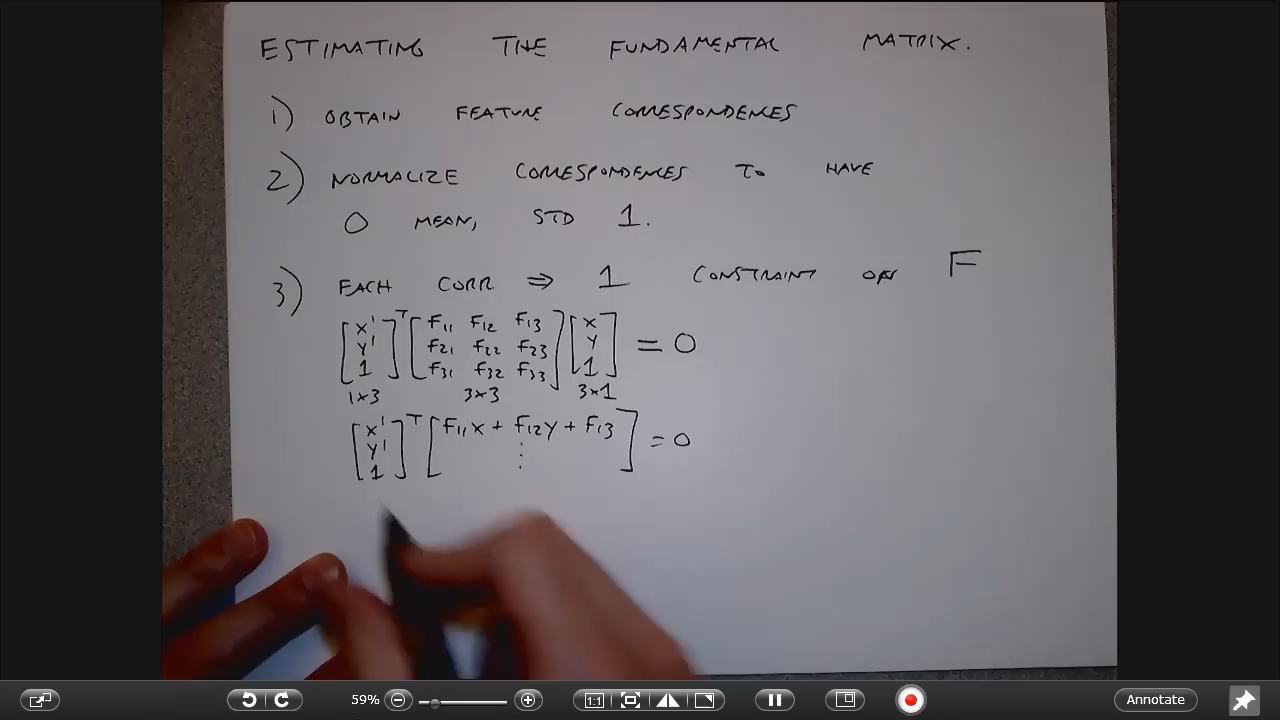 ESTIMATING THE FUNDAMENTAL MATRIX.
1) OBTAIN FEATURE CORRESPONDENCES
2) NORMALIZE CORRESPONDENCES TO HAVE
0 MEAN, STD 1.
3) EACH CORR ⇒ 1 CONSTRAINT ON F
[x' y' 1]^T [F11 F12 F13
F21 F22 F23
F31 F32 F33] [x y 1] = 0
1×3 3×3 3×1
[x' y' 1]^T [F11x + F12y + F13 ⋮] = 0
59% 1:1 Annotate